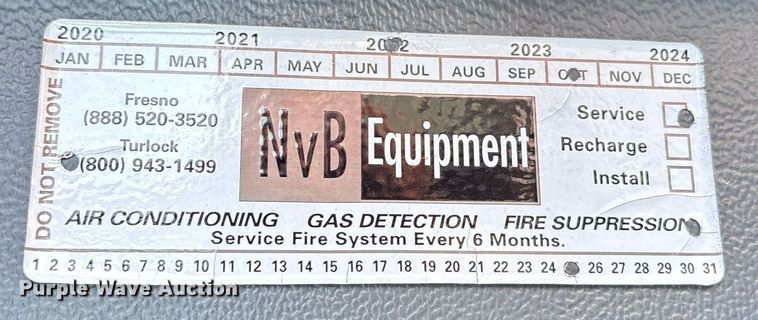 2020 2021 2022 2023 2024
JAN FEB MAR APR MAY JUN JUL AUG SEP OCT NOV DEC
DO NOT REMOVE
Fresno
(888) 520-3520
Turlock
(800) 943-1499
NvB Equipment
Service
Recharge
Install
AIR CONDITIONING GAS DETECTION FIRE SUPPRESSION
Service Fire System Every 6 Months.
1 2 3 4 5 6 7 8 9 10 11 12 13 14 15 16 17 18 19 20 21 22 23 24 26 27 28 29 30 31
Purple Wave Auction